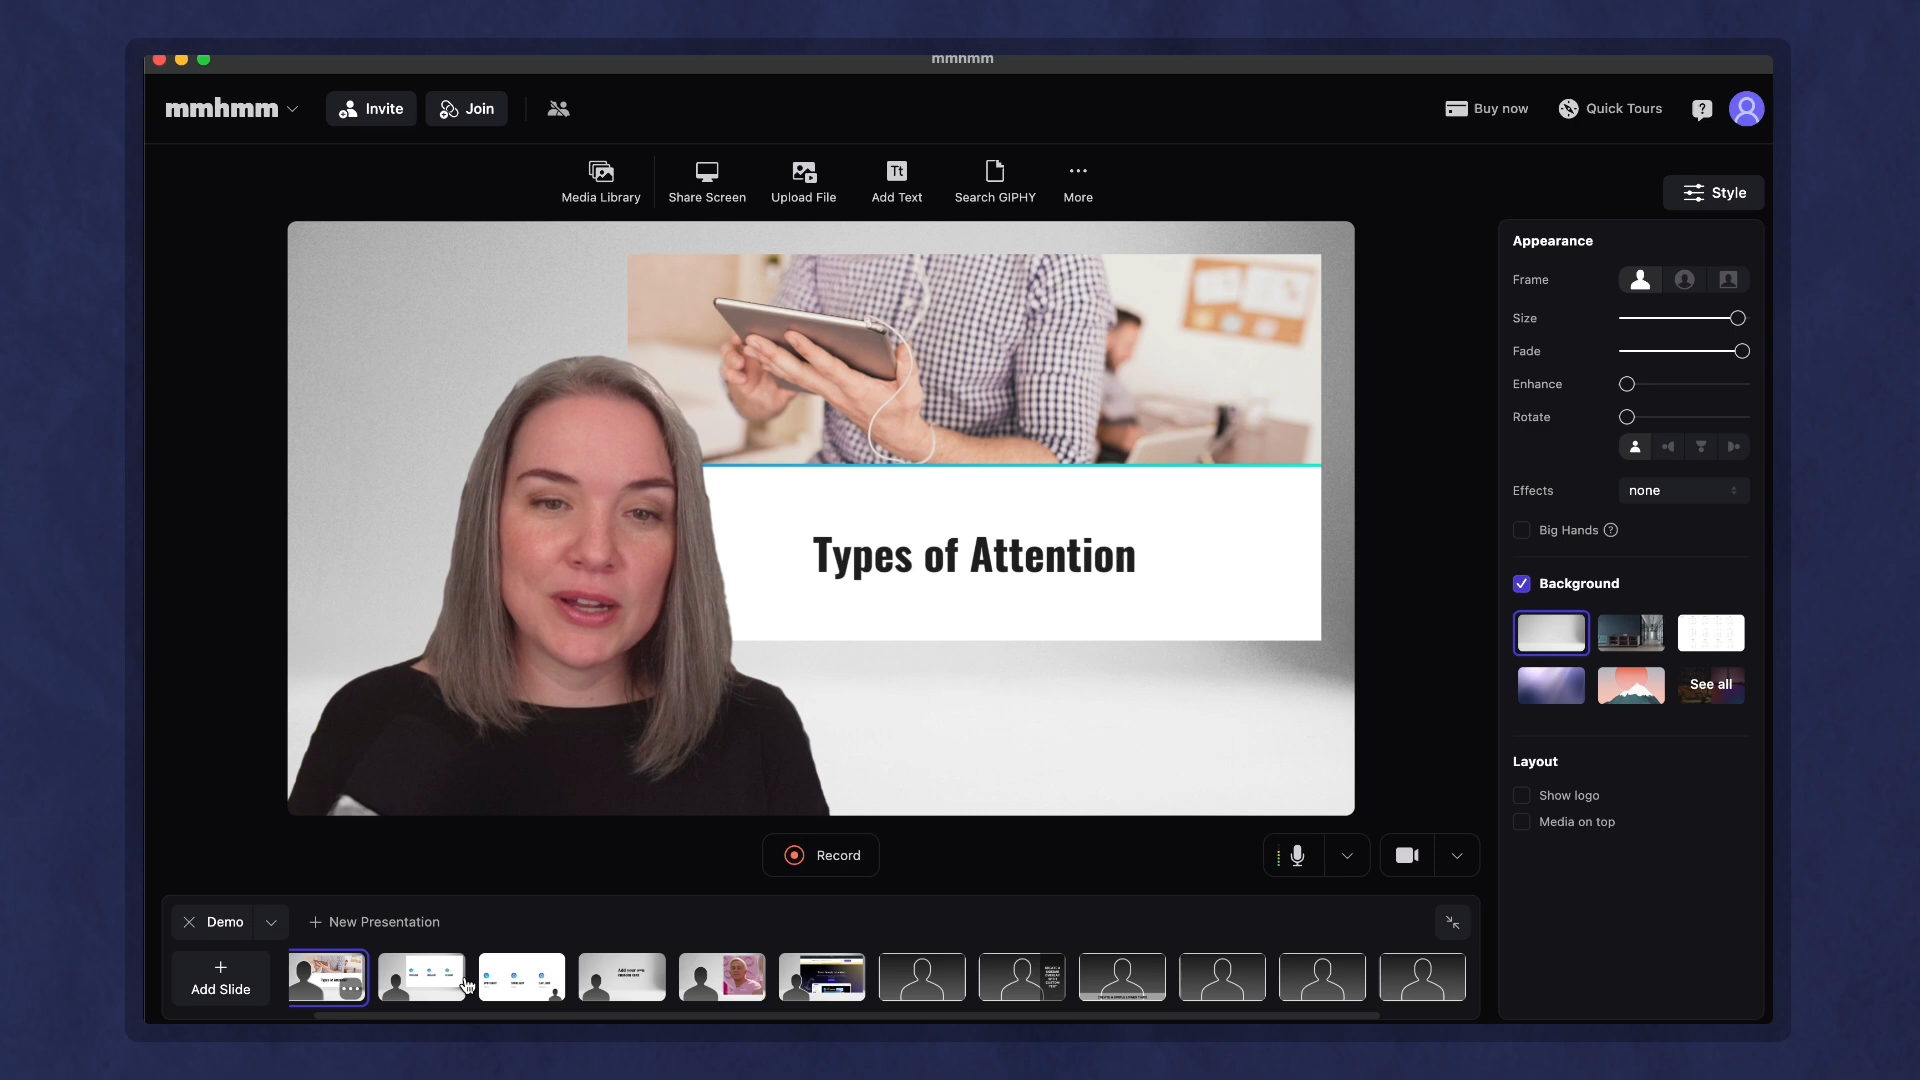 mmhmm
mmhmm
Invite
Join
Buy now
Quick Tours
?
Media Library
Share Screen
Upload File
Tt
Add Text
Search GIPHY
More
Style
Appearance
Frame
Size
Fade
Enhance
Rotate
Effects
none
Big Hands ?
Types of Attention
Background
See all
Layout
Show logo
Media on top
Record
Demo
New Presentation
Add Slide